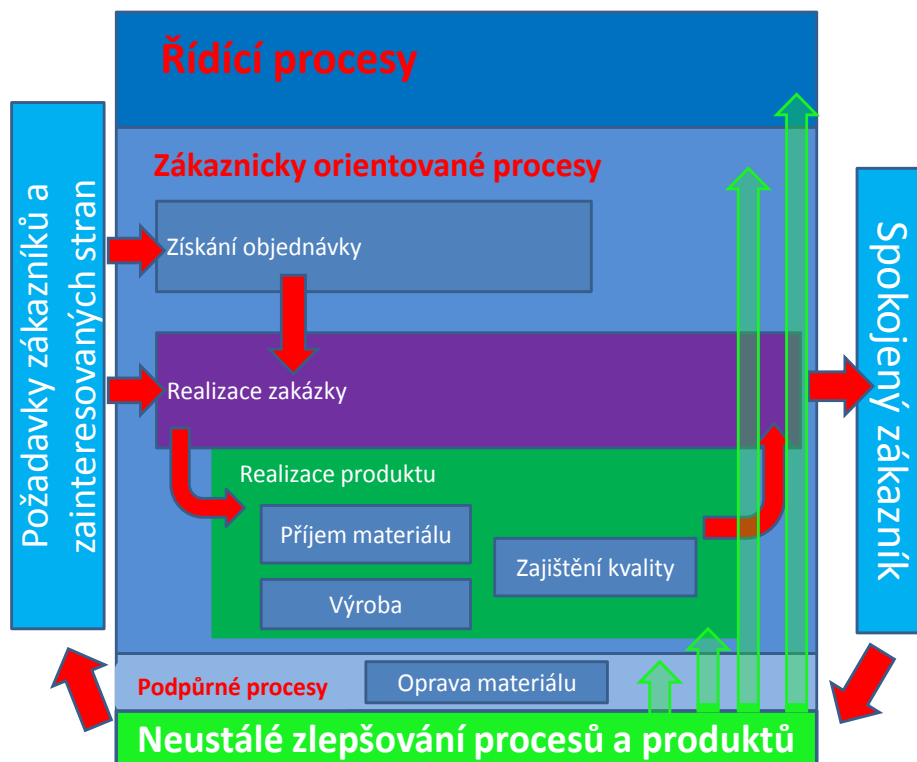 Řídící procesy
Požadavky zákazníků a
zainteresovaných stran
Zákaznicky orientované procesy
Získání objednávky
Realizace zakázky
Realizace produktu
Příjem materiálu
Zajištění kvality
Výroba
Spokojený zákazník
Podpůrné procesy
Oprava materiálu
Neustálé zlepšování procesů a produktů